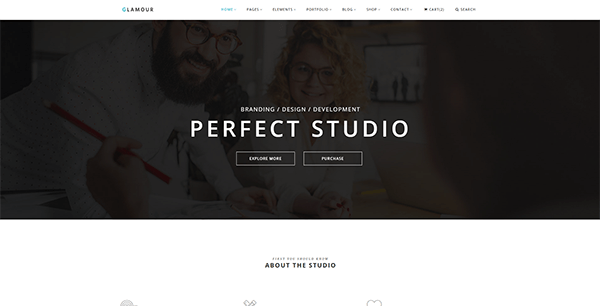 GLAMOUR
HOME PAGES ELEMENTS PORTFOLIO BLOG SHOP CONTACT CART(2) SEARCH
BRANDING / DESIGN / DEVELOPMENT
PERFECT STUDIO
EXPLORE MORE PURCHASE
FIRST YOU SHOULD KNOW
ABOUT THE STUDIO